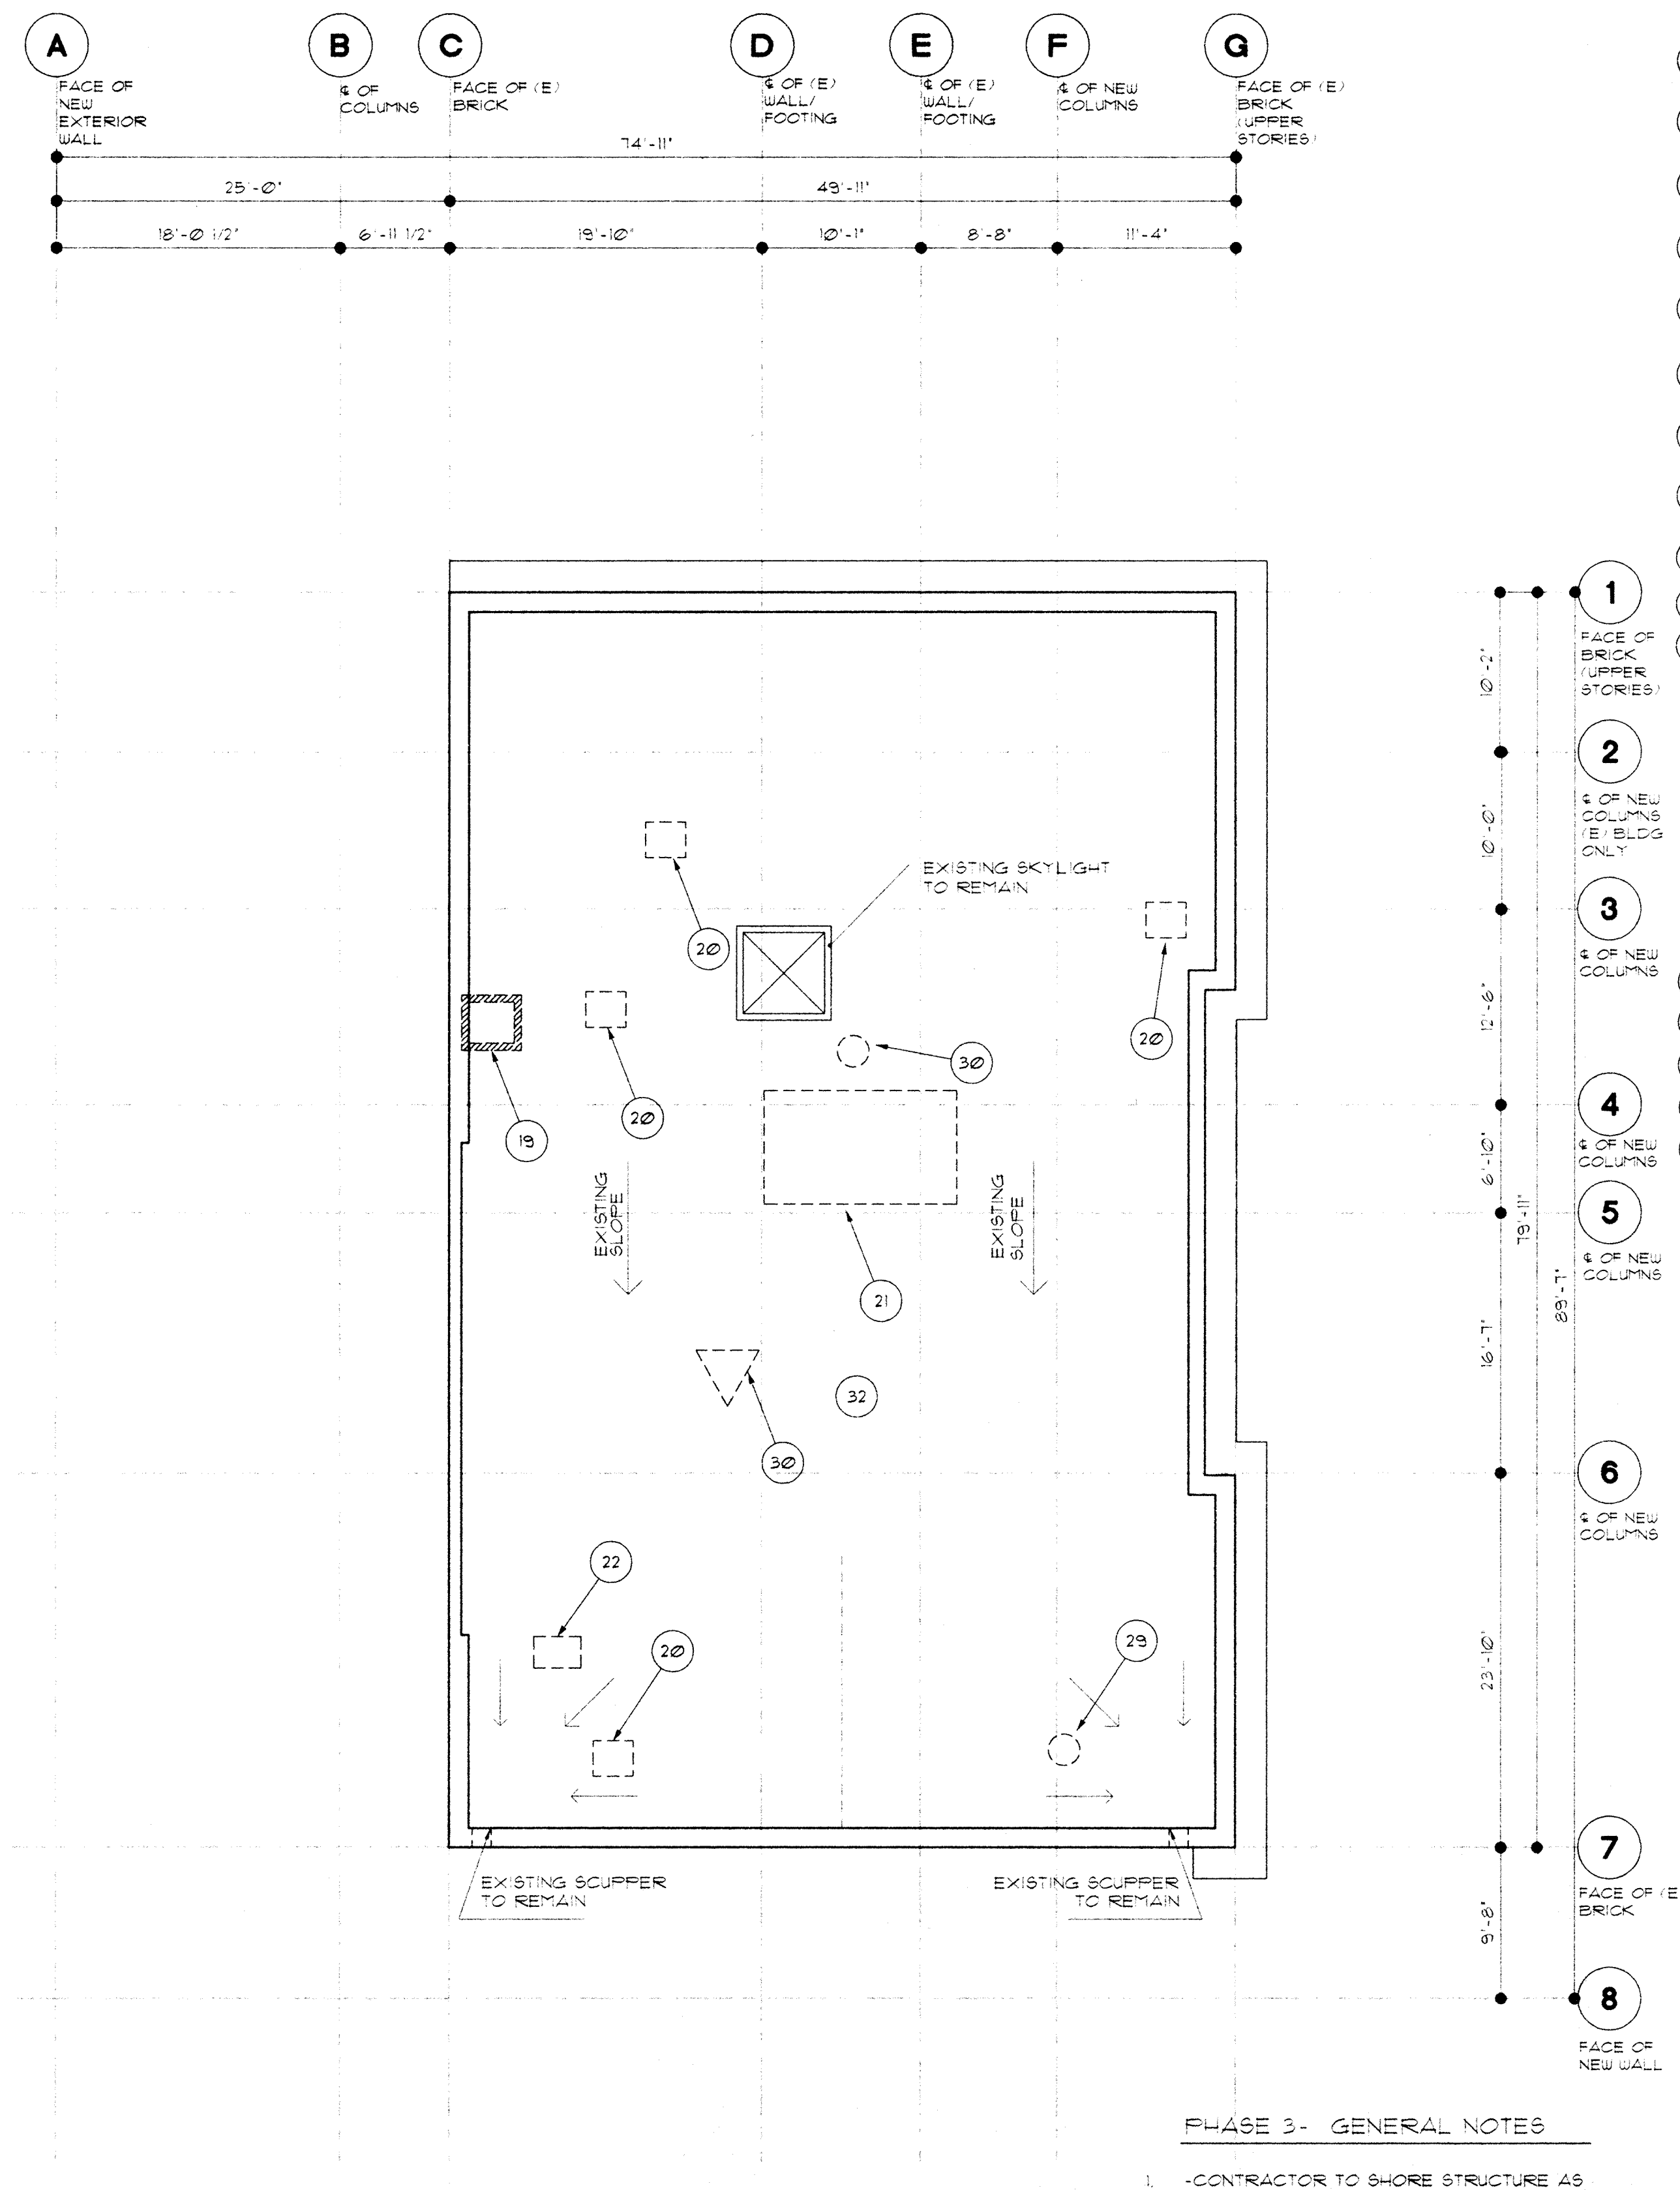 A
B
C
D
E
F
G
FACE OF
NEW
EXTERIOR
WALL
℄ OF
COLUMNS
FACE OF (E)
BRICK
℄ OF (E)
WALL/
FOOTING
℄ OF (E)
WALL/
FOOTING
℄ OF NEW
COLUMNS
FACE OF (E)
BRICK
(UPPER
STORIES)
74'-11"
25'-0"
49'-11"
18'-0 1/2"
6'-11 1/2"
19'-10"
10'-1"
8'-8"
11'-4"
1
FACE OF
BRICK
(UPPER
STORIES)
10'-2"
2
℄ OF NEW
COLUMNS
(E) BLDG
ONLY
10'-0"
EXISTING SKYLIGHT
TO REMAIN
3
℄ OF NEW
COLUMNS
20
20
12'-6"
30
20
19
4
℄ OF NEW
COLUMNS
6'-10"
EXISTING
SLOPE
EXISTING
SLOPE
79'-11"
5
℄ OF NEW
COLUMNS
21
89'-7"
16'-7"
32
30
6
℄ OF NEW
COLUMNS
22
20
29
23'-10"
7
FACE OF (E
BRICK
EXISTING SCUPPER
TO REMAIN
EXISTING SCUPPER
TO REMAIN
9'-8"
8
FACE OF
NEW WALL
PHASE 3- GENERAL NOTES
1. -CONTRACTOR TO SHORE STRUCTURE AS